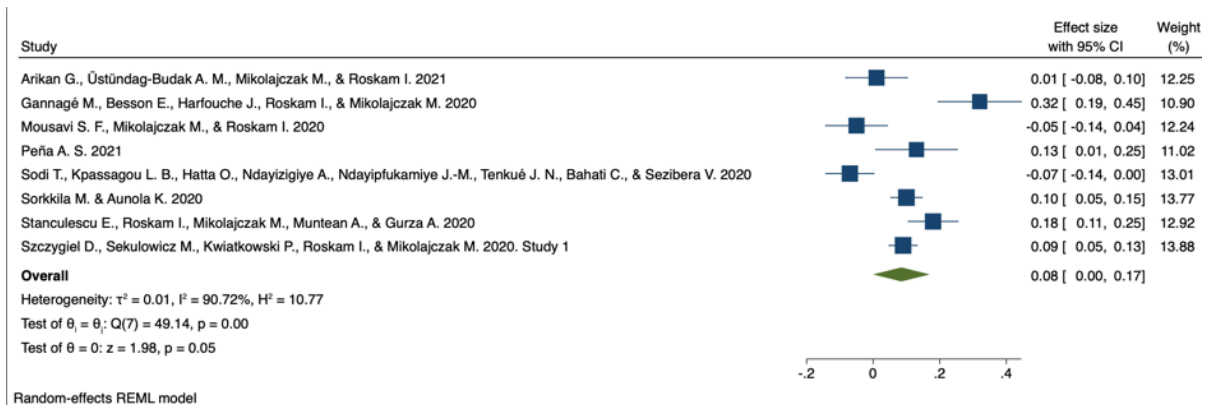 Effect size Weight
Study with 95% CI (%)
Arikan G., Üstündag-Budak A. M., Mikolajczak M., & Roskam I. 2021 0.01 [ -0.08, 0.10] 12.25
Gannagé M., Besson E., Harfouche J., Roskam I., & Mikolajczak M. 2020 0.32 [ 0.19, 0.45] 10.90
Mousavi S. F., Mikolajczak M., & Roskam I. 2020 -0.05 [ -0.14, 0.04] 12.24
Peña A. S. 2021 0.13 [ 0.01, 0.25] 11.02
Sodi T., Kpassagou L. B., Hatta O., Ndayizigiye A., Ndayipfukamiye J.-M., Tenkué J. N., Bahati C., & Sezibera V. 2020 -0.07 [ -0.14, 0.00] 13.01
Sorkkila M. & Aunola K. 2020 0.10 [ 0.05, 0.15] 13.77
Stanculescu E., Roskam I., Mikolajczak M., Muntean A., & Gurza A. 2020 0.18 [ 0.11, 0.25] 12.92
Szczygiel D., Sekulowicz M., Kwiatkowski P., Roskam I., & Mikolajczak M. 2020. Study 1 0.09 [ 0.05, 0.13] 13.88
Overall 0.08 [ 0.00, 0.17]
Heterogeneity: τ² = 0.01, I² = 90.72%, H² = 10.77
Test of θᵢ = θⱼ: Q(7) = 49.14, p = 0.00
Test of θ = 0: z = 1.98, p = 0.05
-.2 0 .2 .4
Random-effects REML model